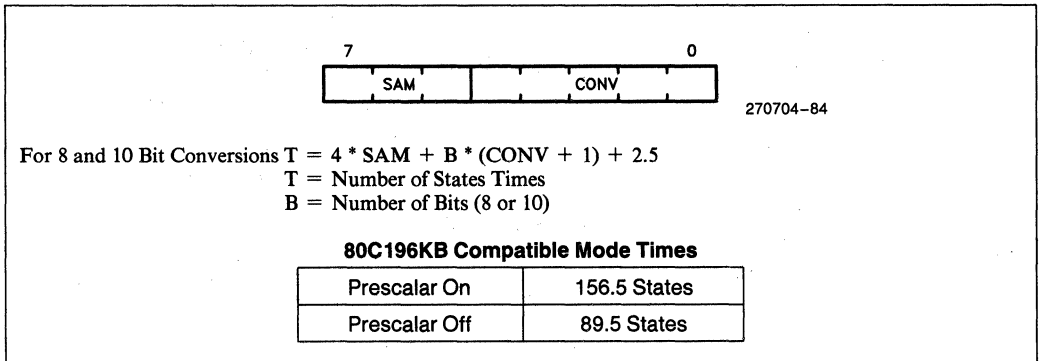 7 0
SAM CONV
270704-84
For 8 and 10 Bit Conversions T = 4 * SAM + B * (CONV + 1) + 2.5
T = Number of States Times
B = Number of Bits (8 or 10)
80C196KB Compatible Mode Times
Prescalar On 156.5 States
Prescalar Off 89.5 States